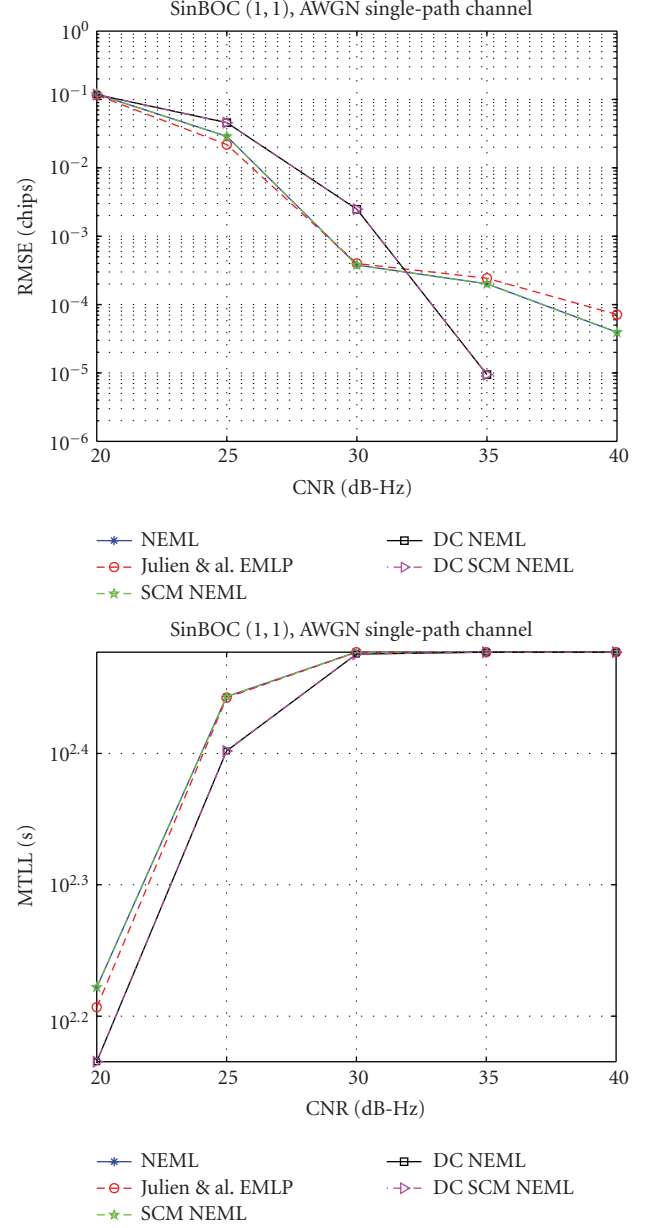 SinBOC (1, 1), AWGN single-path channel
10^0
10^−1
10^−2
10^−3
10^−4
10^−5
10^−6
RMSE (chips)
20 25 30 35 40
CNR (dB-Hz)
NEML DC NEML
Julien & al. EMLP DC SCM NEML
SCM NEML
SinBOC (1, 1), AWGN single-path channel
10^2.4
10^2.3
10^2.2
MTLL (s)
20 25 30 35 40
CNR (dB-Hz)
NEML DC NEML
Julien & al. EMLP DC SCM NEML
SCM NEML